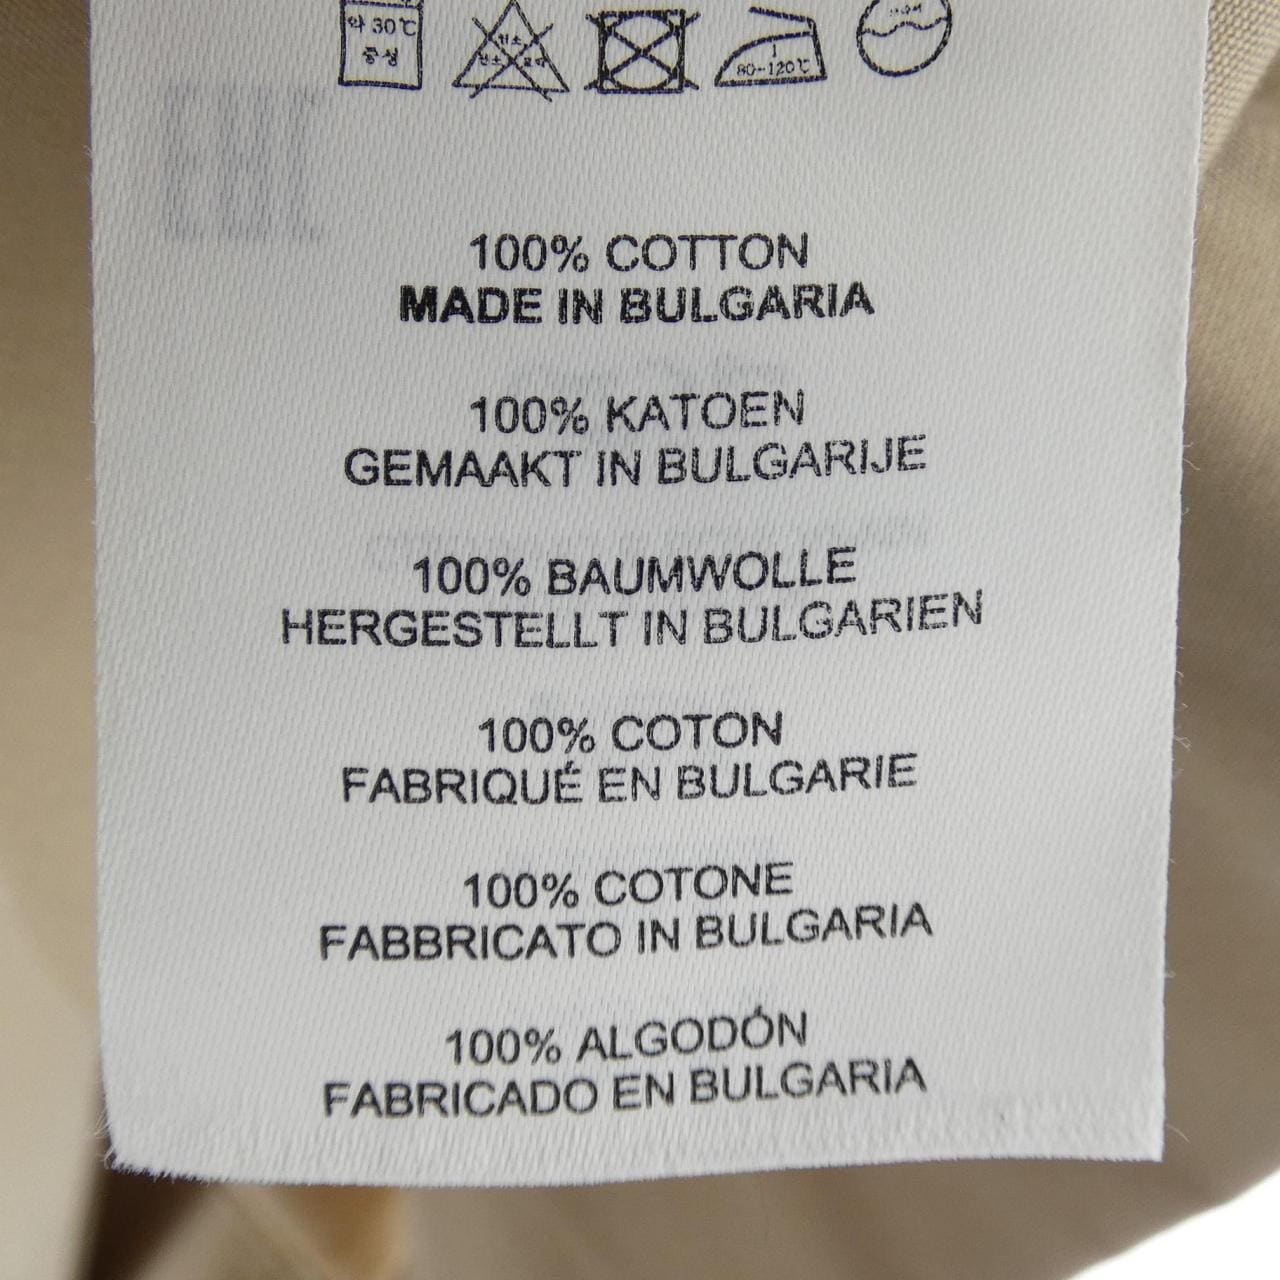 약 30℃
중성
80~120℃
100% COTTON
MADE IN BULGARIA
100% KATOEN
GEMAAKT IN BULGARIJE
100% BAUMWOLLE
HERGESTELLT IN BULGARIEN
100% COTON
FABRIQUÉ EN BULGARIE
100% COTONE
FABBRICATO IN BULGARIA
100% ALGODÓN
FABRICADO EN BULGARIA